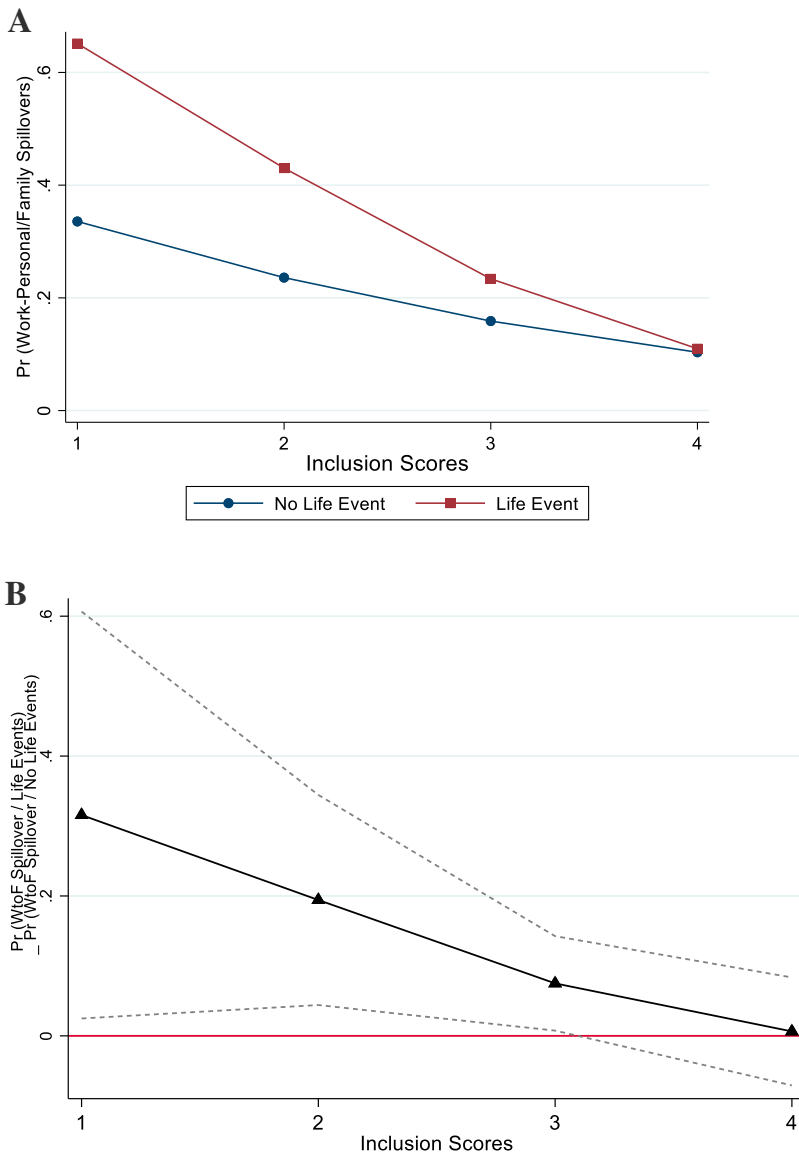 A
Pr (Work-Personal/Family Spillovers)
.6
.4
.2
0
1 2 3 4
Inclusion Scores
No Life Event Life Event
B
Pr (WtoF Spillover / Life Events)
_ Pr (WtoF Spillover / No Life Events)
.6
.4
.2
0
1 2 3 4
Inclusion Scores